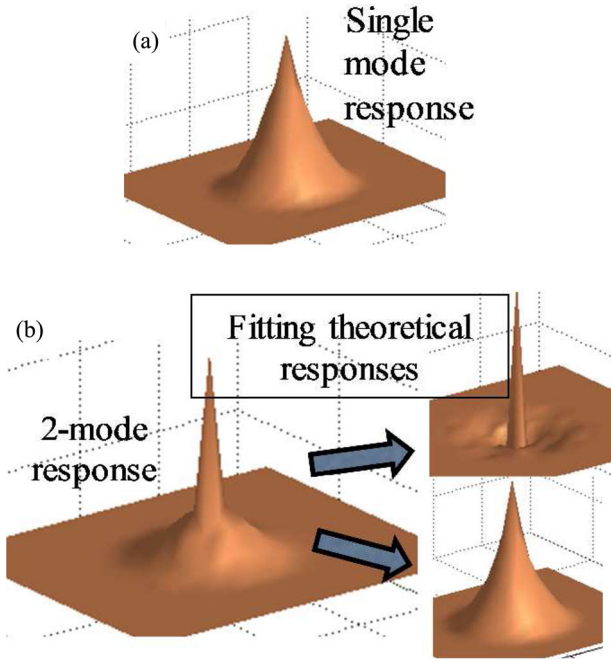 (a)
Single
mode
response
(b)
Fitting theoretical
responses
2-mode
response